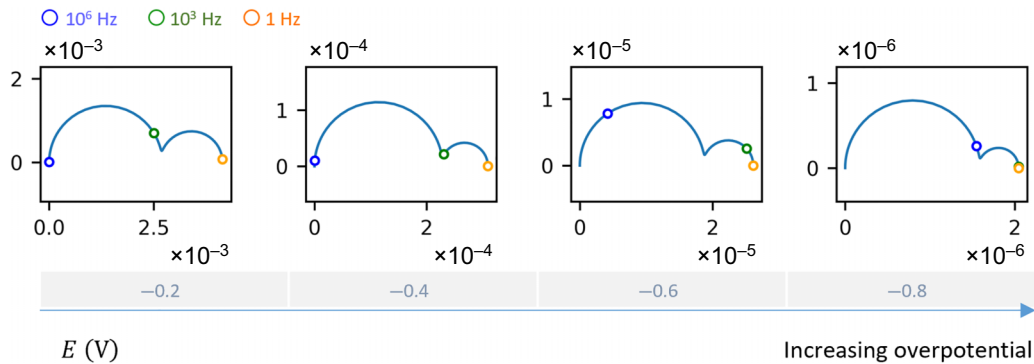 10⁶ Hz 10³ Hz 1 Hz
×10⁻³ ×10⁻⁴ ×10⁻⁵ ×10⁻⁶
2 1 1 1
0 0 0 0
0.0 2.5 0 2 0 2 0 2
×10⁻³ ×10⁻⁴ ×10⁻⁵ ×10⁻⁶
−0.2 −0.4 −0.6 −0.8
E (V) Increasing overpotential